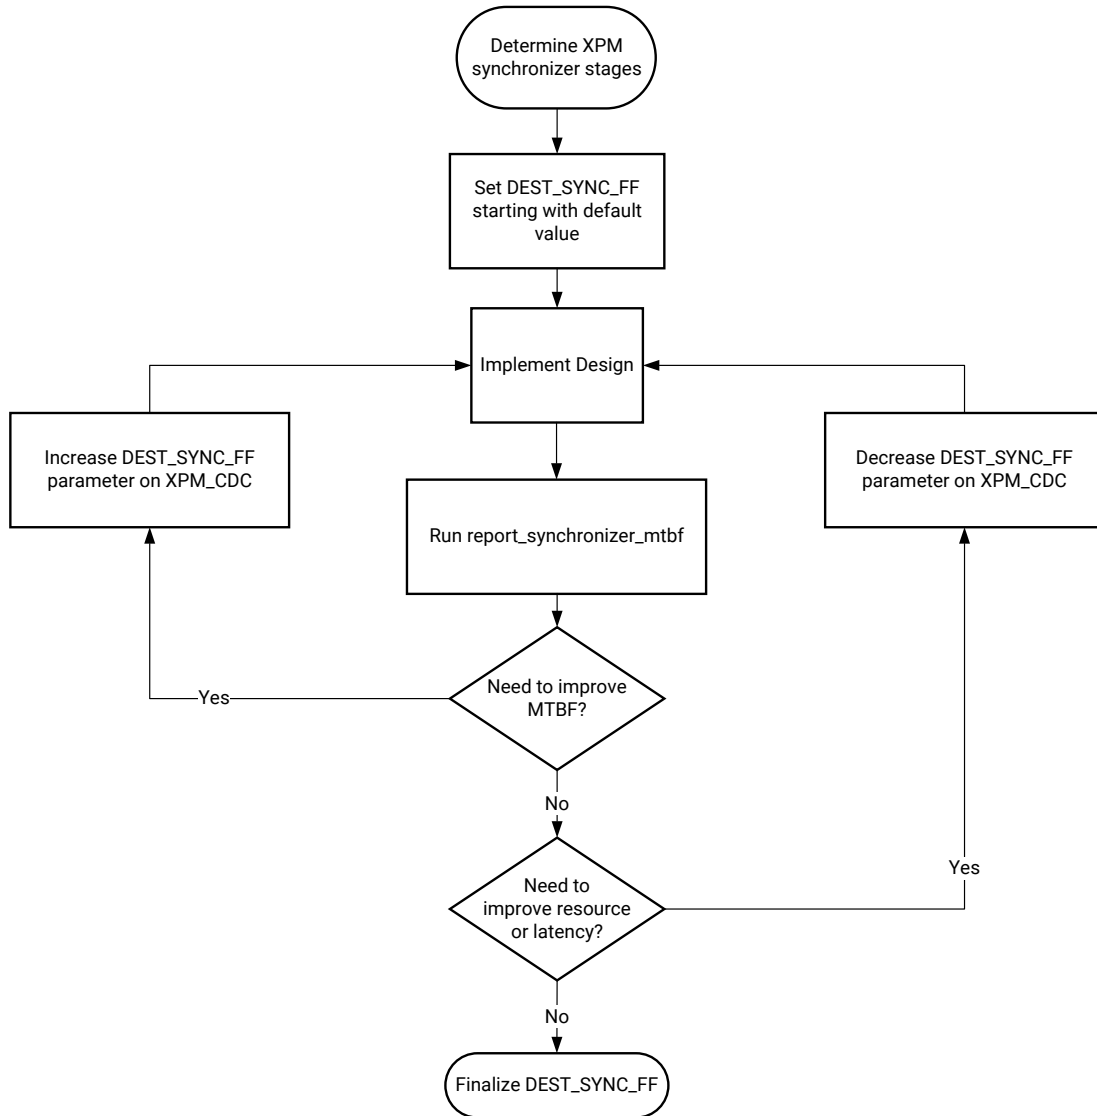 Determine XPM
synchronizer stages
Set DEST_SYNC_FF
starting with default
value
Implement Design
Increase DEST_SYNC_FF
parameter on XPM_CDC
Decrease DEST_SYNC_FF
parameter on XPM_CDC
Run report_synchronizer_mtbf
Need to improve
MTBF?
Yes
No
Need to
improve resource
or latency?
Yes
No
Finalize DEST_SYNC_FF